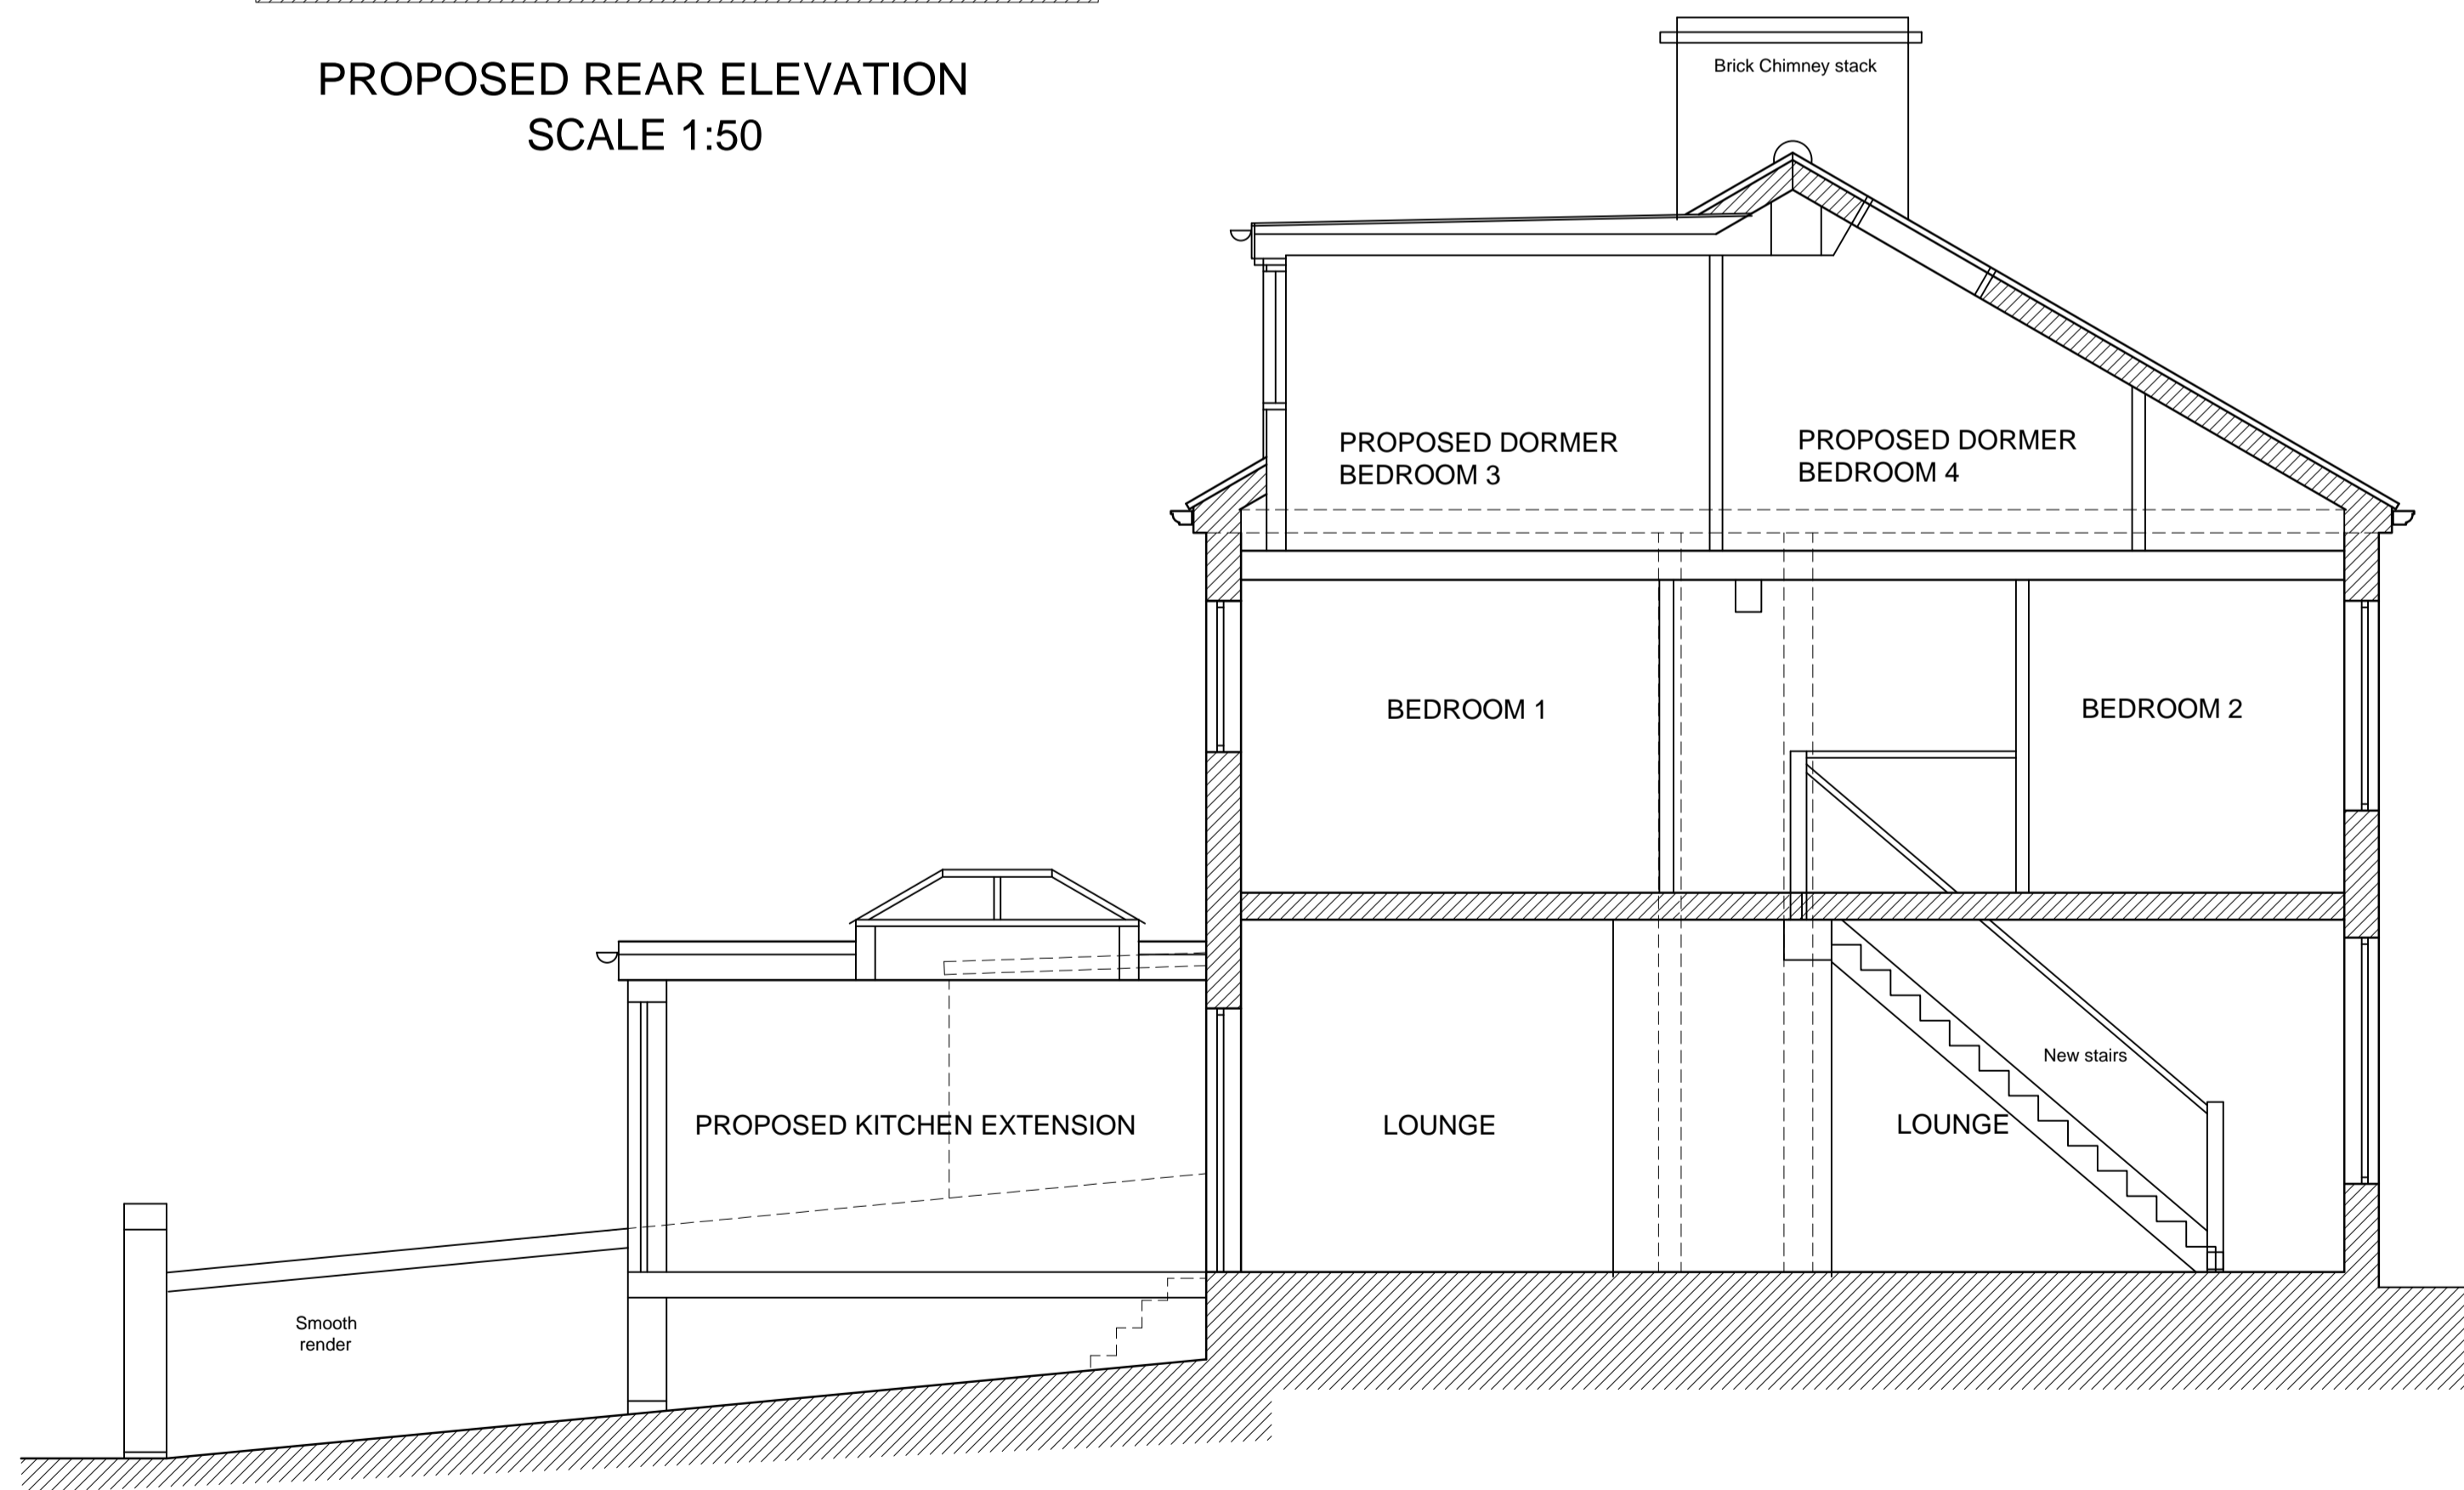 PROPOSED REAR ELEVATION
SCALE 1:50
Brick Chimney stack
PROPOSED DORMER
BEDROOM 3
PROPOSED DORMER
BEDROOM 4
BEDROOM 1
BEDROOM 2
PROPOSED KITCHEN EXTENSION
LOUNGE
LOUNGE
New stairs
Smooth
render